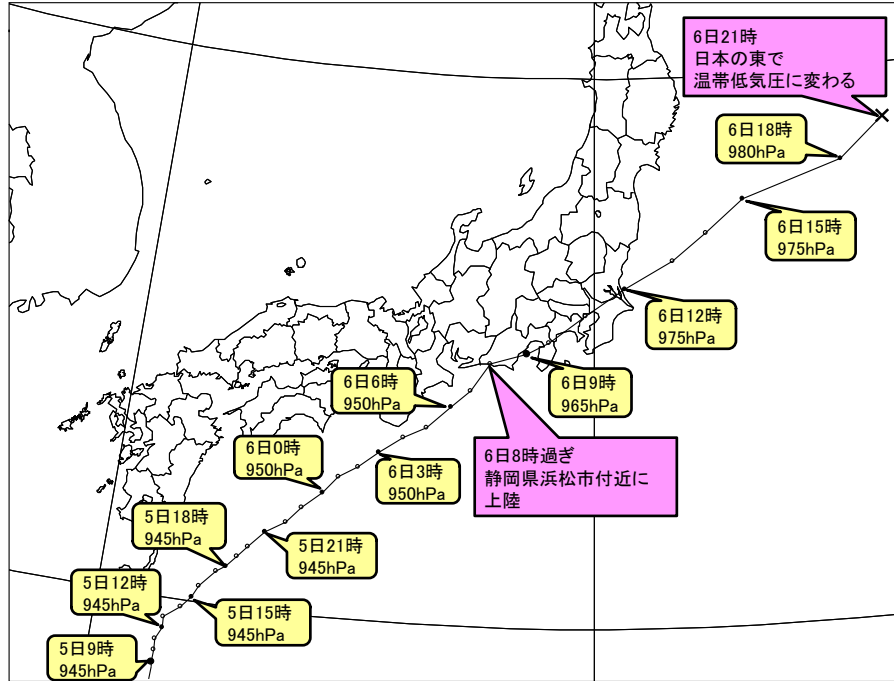 6日21時
日本の東で
温帯低気圧に変わる
6日18時
980hPa
6日15時
975hPa
6日12時
975hPa
6日9時
965hPa
6日8時過ぎ
静岡県浜松市付近に
上陸
6日6時
950hPa
6日3時
950hPa
6日0時
950hPa
5日21時
945hPa
5日18時
945hPa
5日15時
945hPa
5日12時
945hPa
5日9時
945hPa